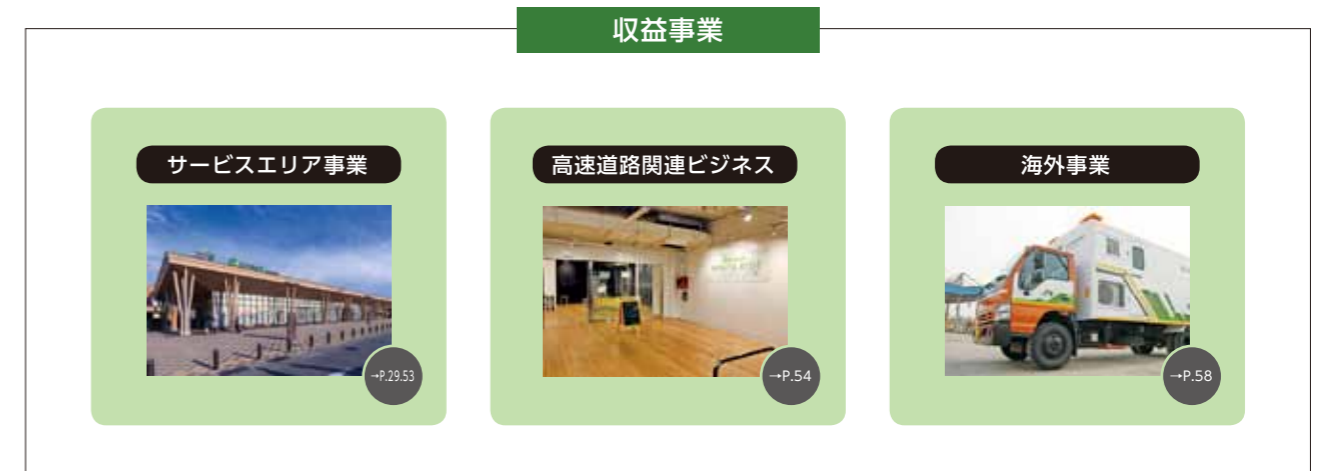 収益事業
サービスエリア事業
高速道路関連ビジネス
海外事業
→P.29.53
→P.54
→P.58